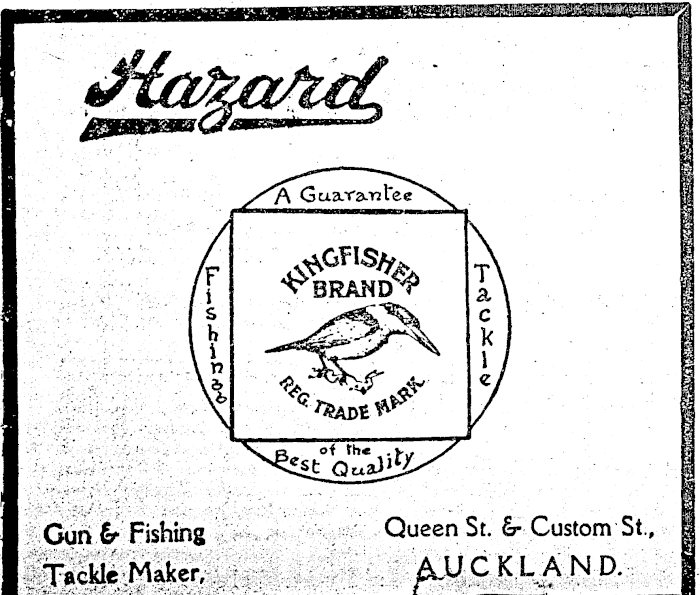 Hazard
A Guarantee
KINGFISHER
BRAND
Fishing
Tackle
REG. TRADE MARK
of the
Best Quality
Gun & Fishing
Tackle Maker,
Queen St. & Custom St.,
AUCKLAND.